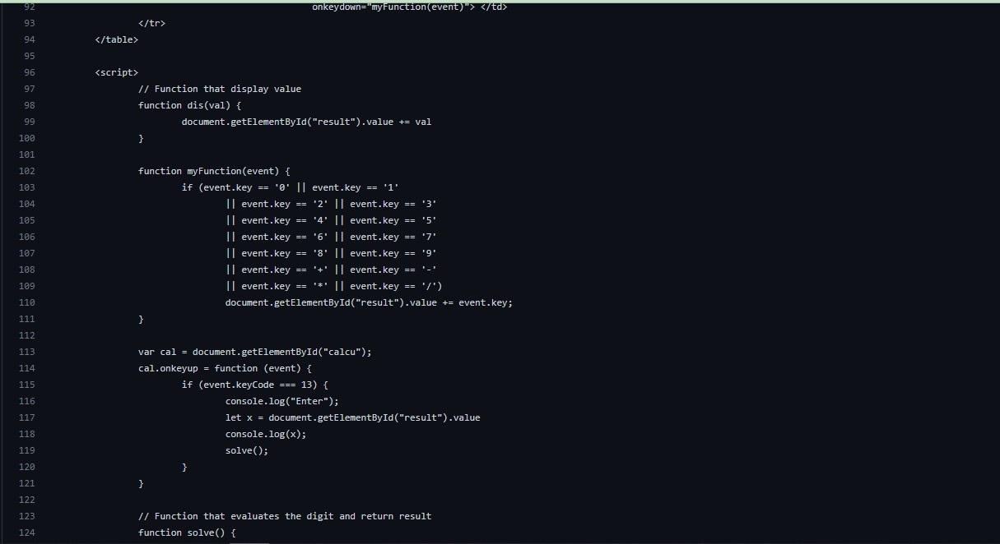 92 onkeydown="myFunction(event)"> </td>
93 </tr>
94 </table>
95
96 <script>
97 // Function that display value
98 function dis(val) {
99 document.getElementById("result").value += val
100 }
101
102 function myFunction(event) {
103 if (event.key == '0' || event.key == '1'
104 || event.key == '2' || event.key == '3'
105 || event.key == '4' || event.key == '5'
106 || event.key == '6' || event.key == '7'
107 || event.key == '8' || event.key == '9'
108 || event.key == '+' || event.key == '-'
109 || event.key == '*' || event.key == '/')
110 document.getElementById("result").value += event.key;
111 }
112
113 var cal = document.getElementById("calcu");
114 cal.onkeyup = function (event) {
115 if (event.keyCode === 13) {
116 console.log("Enter");
117 let x = document.getElementById("result").value
118 console.log(x);
119 solve();
120 }
121 }
122
123 // Function that evaluates the digit and return result
124 function solve() {